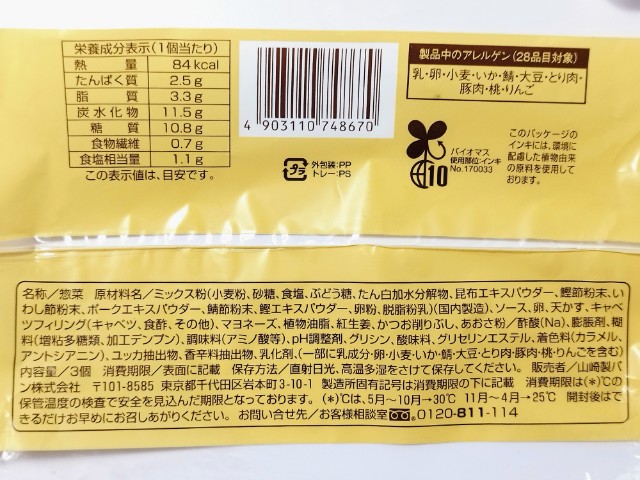 栄養成分表示(1個当たり)
熱量 84kcal
たんぱく質 2.5g
脂質 3.3g
炭水化物 11.5g
糖質 10.8g
食物繊維 0.7g
食塩相当量 1.1g
この表示値は、目安です。
4 903110 748670
プラ
外包装:PP
トレー:PS
製品中のアレルゲン(28品目対象)
乳・卵・小麦・いか・鯖・大豆・とり肉・
豚肉・桃・りんご
10
バイオマス
使用部位:インキ
No.170033
このパッケージの
インキには、環境に
配慮した植物由来
の原料を使用して
おります。
名称/惣菜 原材料名/ミックス粉(小麦粉、砂糖、食塩、ぶどう糖、たん白加水分解物、昆布エキスパウダー、鰹節粉末、い
わし節粉末、ポークエキスパウダー、鯖節粉末、鰹エキスパウダー、卵粉、脱脂粉乳)(国内製造)、ソース、卵、天かす、キャベ
ツフィリング(キャベツ、食酢、その他)、マヨネーズ、植物油脂、紅生姜、かつお削りぶし、あおさ粉/酢酸(Na)、膨脹剤、糊
料(増粘多糖類、加工デンプン)、調味料(アミノ酸等)、pH調整剤、グリシン、酸味料、グリセリンエステル、着色料(カラメル、
アントシアニン)、ユッカ抽出物、香辛料抽出物、乳化剤、(一部に乳成分・卵・小麦・いか・鯖・大豆・とり肉・豚肉・桃・りんごを含む)
内容量/3個 消費期限/表面に記載 保存方法/直射日光、高温多湿をさけて保存してください。 販売者/山崎製パ
ン株式会社 〒101-8585 東京都千代田区岩本町3-10-1 製造所固有記号は消費期限の下に記載 消費期限は(*)℃の
保管温度の検査で安全を見込んだ期限となっております。(*)℃は、5月~10月→30℃ 11月~4月→25℃ 開封後はで
きるだけお早めにお召しあがりください。 お問い合せ先/お客様相談室 0120-811-114